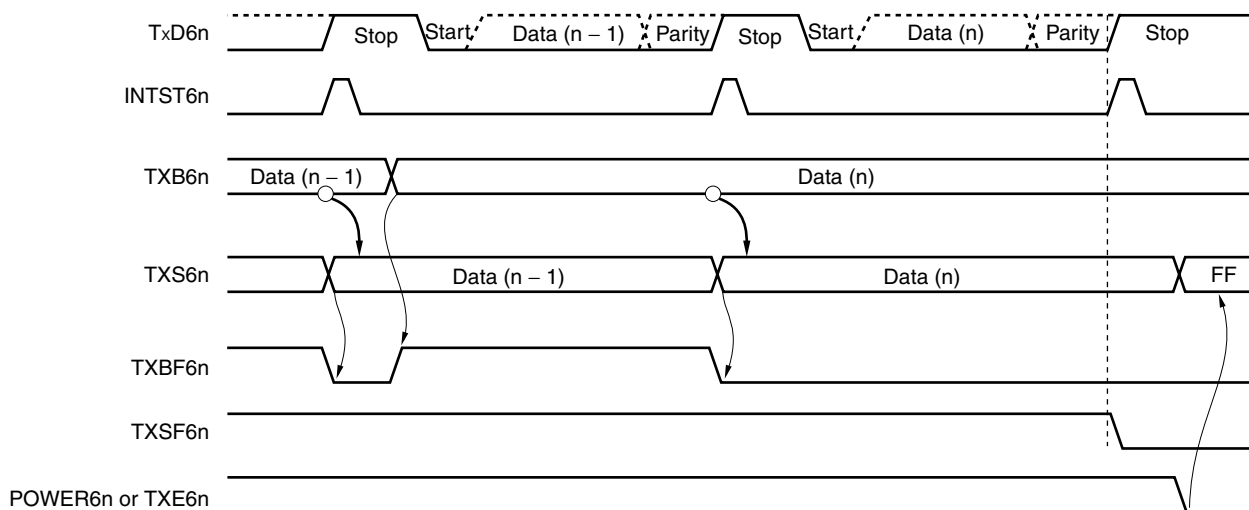 TxD6n Stop Start Data (n – 1) Parity Stop Start Data (n) Parity Stop
INTST6n
TXB6n Data (n – 1) Data (n)
TXS6n Data (n – 1) Data (n) FF
TXBF6n
TXSF6n
POWER6n or TXE6n